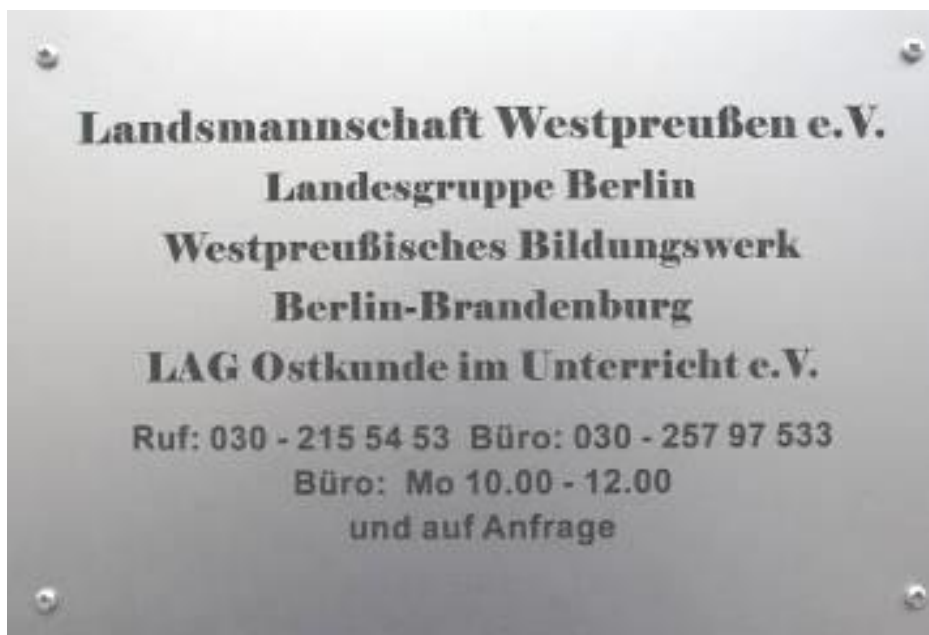 Landsmannschaft Westpreußen e.V.
Landesgruppe Berlin
Westpreußisches Bildungswerk
Berlin-Brandenburg
LAG Ostkunde im Unterricht e.V.
Ruf: 030 - 215 54 53 Büro: 030 - 257 97 533
Büro: Mo 10.00 - 12.00
und auf Anfrage